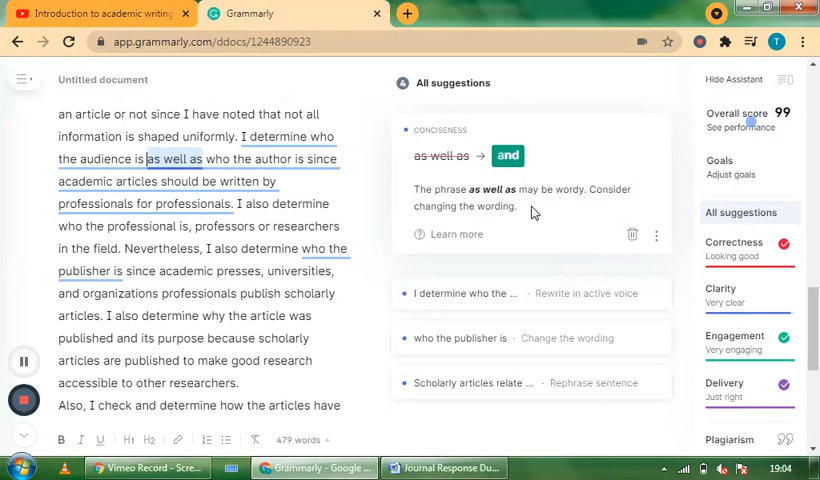 Introduction to academic writing
Grammarly
app.grammarly.com/ddocs/1244890923
T
Untitled document
an article or not since I have noted that not all
information is shaped uniformly. I determine who
the audience is as well as who the author is since
academic articles should be written by
professionals for professionals. I also determine
who the professional is, professors or researchers
in the field. Nevertheless, I also determine who the
publisher is since academic presses, universities,
and organizations professionals publish scholarly
articles. I also determine why the article was
published and its purpose because scholarly
articles are published to make good research
accessible to other researchers.
Also, I check and determine how the articles have
B I U H1 H2 479 words
4 All suggestions
CONCISENESS
as well as → and
The phrase as well as may be wordy. Consider
changing the wording.
Learn more
I determine who the ... · Rewrite in active voice
who the publisher is · Change the wording
Scholarly articles relate ... · Rephrase sentence
Hide Assistant
Overall score 99
See performance
Goals
Adjust goals
All suggestions
Correctness
Looking good
Clarity
Very clear
Engagement
Very engaging
Delivery
Just right
Plagiarism
Vimeo Record - Scre...
Grammarly - Google ...
Journal Response Du...
19:04